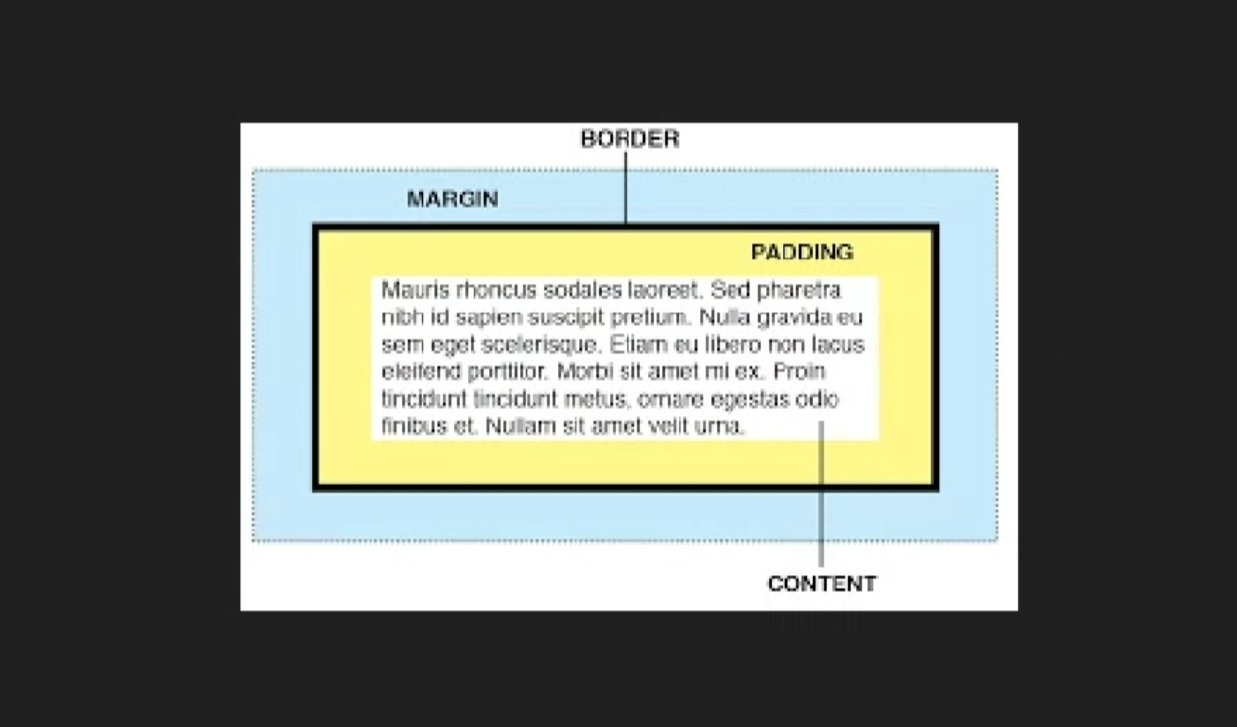 BORDER
MARGIN
PADDING
Mauris rhoncus sodales laoreet. Sed pharetra
nibh id sapien suscipit pretium. Nulla gravida eu
sem eget scelerisque. Etiam eu libero non lacus
eleifend porttitor. Morbi sit amet mi ex. Proin
tincidunt tincidunt metus, ornare egestas odio
finibus et. Nullam sit amet velit urna.
CONTENT